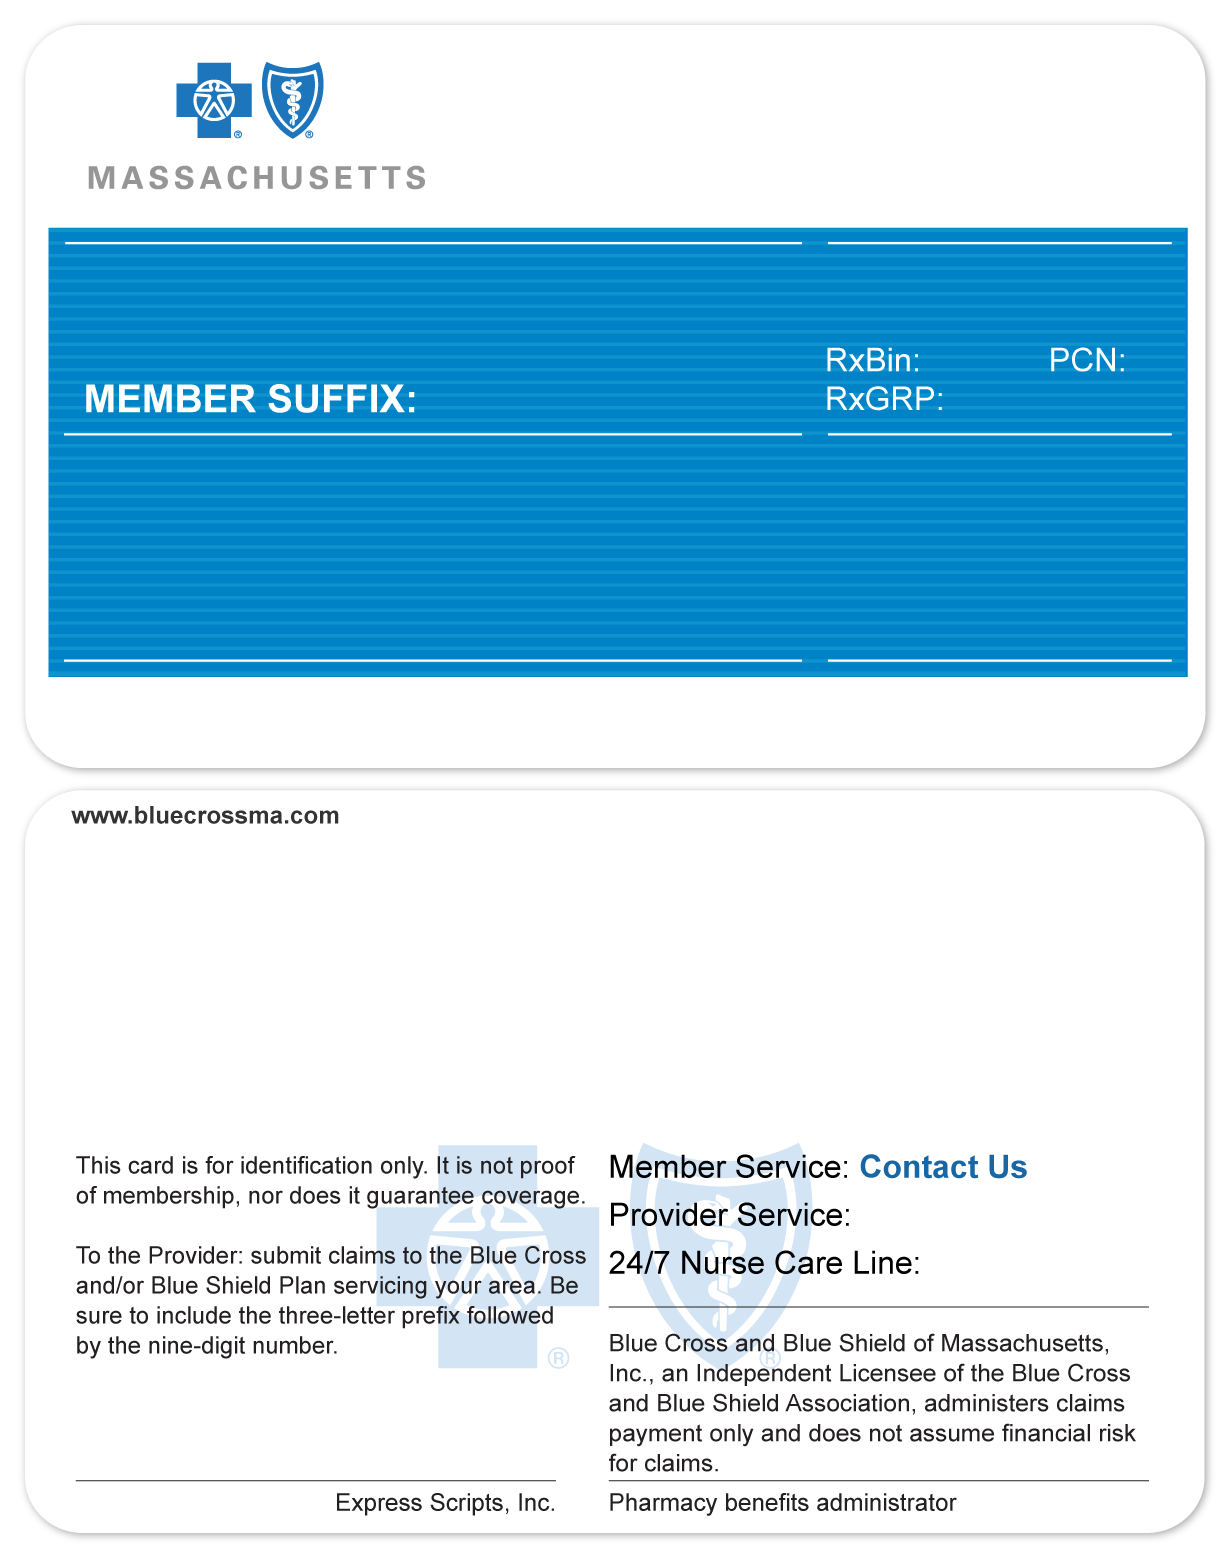 MASSACHUSETTS
RxBin: PCN:
MEMBER SUFFIX:
RxGRP:
www.bluecrossma.com
This card is for identification only. It is not proof
of membership, nor does it guarantee coverage.
To the Provider: submit claims to the Blue Cross
and/or Blue Shield Plan servicing your area. Be
sure to include the three-letter prefix followed
by the nine-digit number.
Member Service: Contact Us
Provider Service:
24/7 Nurse Care Line:
Blue Cross and Blue Shield of Massachusetts,
Inc., an Independent Licensee of the Blue Cross
and Blue Shield Association, administers claims
payment only and does not assume financial risk
for claims.
Express Scripts, Inc.
Pharmacy benefits administrator